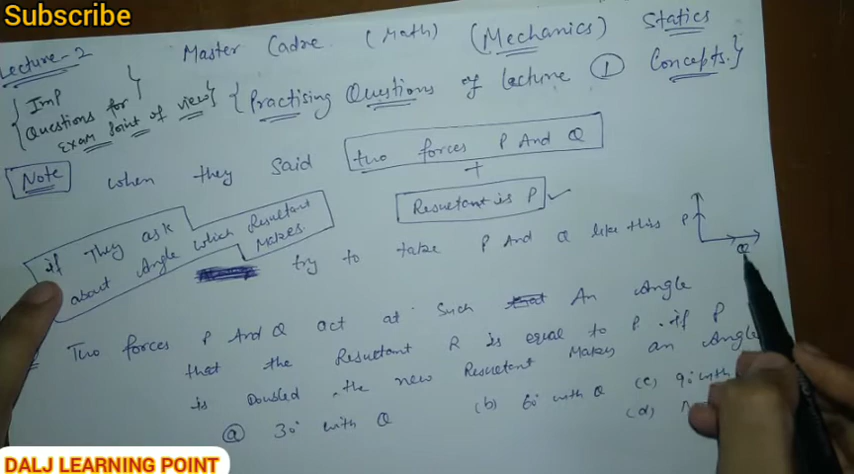 Subscribe
Lecture-2 Master Cadre (Math) (Mechanics) Statics
{ Imp
Questions for
Exam Point of view} {Practising Questions of lecture ① Concepts.}
Note when they said two forces P And Q
+
Resultant is P ✓
if They ask
about Angle which Resultant
Makes.
try to take P And Q like this
P
Q
Two forces P And Q act at such An Angle
that the Resultant R is equal to P. if P
is Doubled the new Resultant Makes an Angle
(a) 30° with Q (b) 60° with Q (c) 90° with
(d)
DALJ LEARNING POINT